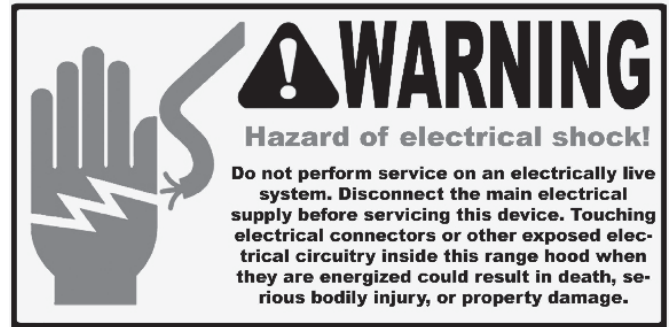 WARNING
Hazard of electrical shock!
Do not perform service on an electrically live
system. Disconnect the main electrical
supply before servicing this device. Touching
electrical connectors or other exposed elec-
trical circuitry inside this range hood when
they are energized could result in death, se-
rious bodily injury, or property damage.